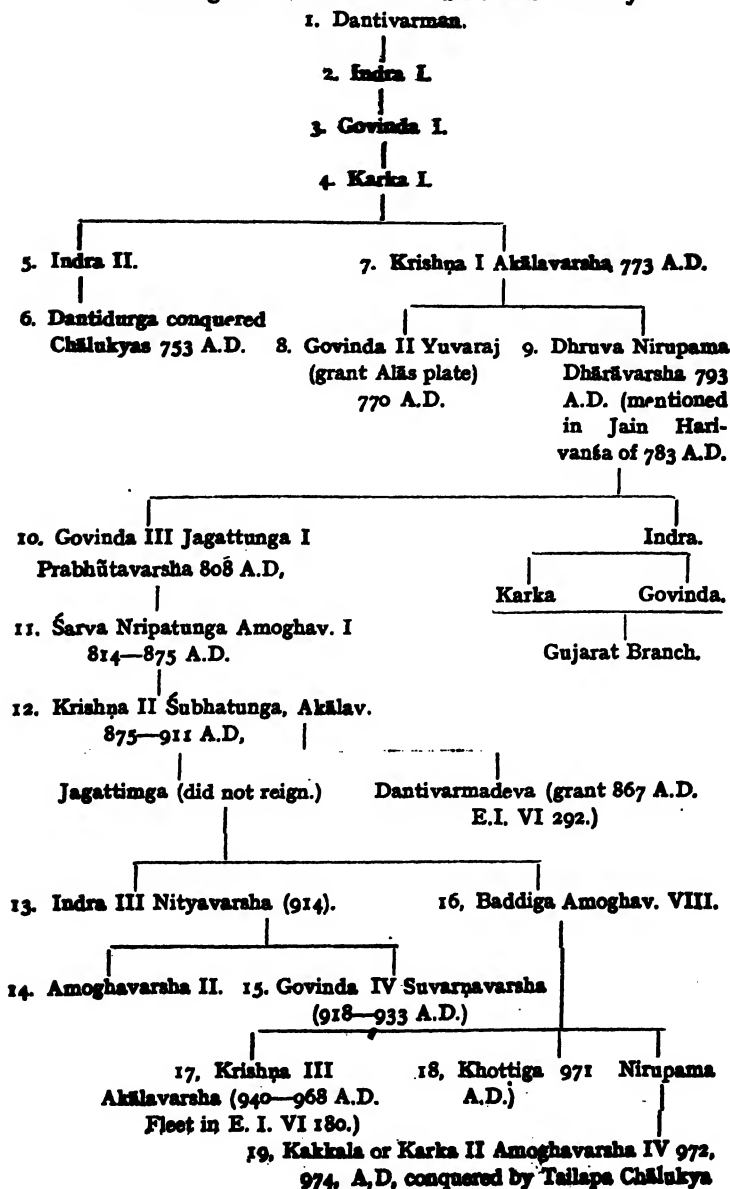 1. Dantivarman.
2. Indra I.
3. Govinda I.
4. Karka I.
5. Indra II.
7. Krishṇa I Akālavarsha 773 A.D.
6. Dantidurga conquered
Chālukyas 753 A.D.
8. Govinda II Yuvaraj
(grant Alās plate)
770 A.D.
9. Dhruva Nirupama
Dhārāvarsha 793
A.D. (mentioned
in Jain Hari-
vanśa of 783 A.D.
10. Govinda III Jagattunga I
Prabhūtavarsha 808 A.D,
Indra.
Karka Govinda.
Gujarat Branch.
11. Śarva Nripatunga Amoghav. I
814—875 A.D.
12. Krishṇa II Śubhatunga, Akālav.
875—911 A.D,
Jagattimga (did not reign.)
Dantivarmadeva (grant 867 A.D.
E.I. VI 292.)
13. Indra III Nityavarsha (914).
16, Baddiga Amoghav. VIII.
14. Amoghavarsha II.
15. Govinda IV Suvarṇavarsha
(918—933 A.D.)
17, Krishṇa III
Akālavarsha (940—968 A.D.
Fleet in E. I. VI 180.)
18, Khottiga 971
A.D.)
Nirupama
19, Kakkala or Karka II Amoghavarsha IV 972,
974, A,D, conquered by Tailapa Chālukya